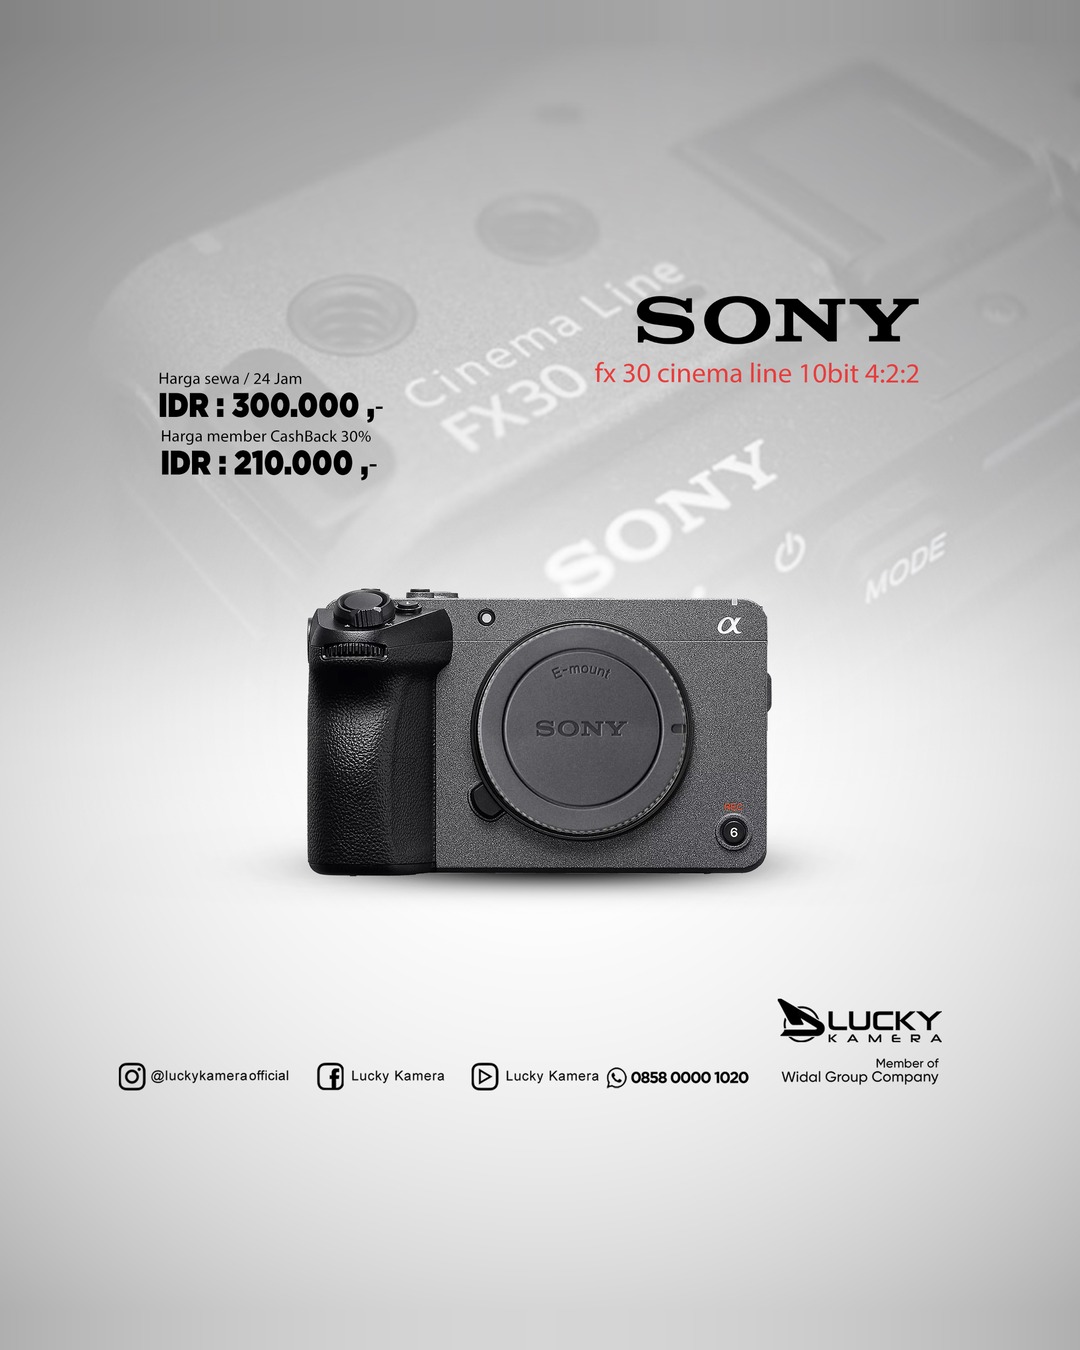 Cinema Line
FX30
SONY
MODE
SONY
fx 30 cinema line 10bit 4:2:2
Harga sewa / 24 Jam
IDR : 300.000 ,-
Harga member CashBack 30%
IDR : 210.000 ,-
α
E-mount
SONY
REC
6
LUCKY
KAMERA
Member of
Widal Group Company
@luckykameraofficial
Lucky Kamera
Lucky Kamera
0858 0000 1020